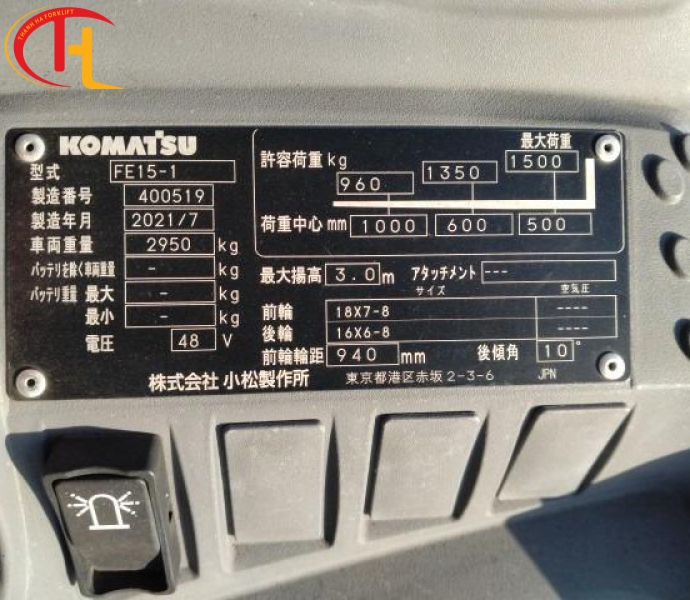 THANH HA FORKLIFT
KOMATSU
型式 FE15-1
製造番号 400519
製造年月 2021/7
車両重量 2950 kg
バッテリを除く車両重量 - kg
バッテリ重量 最大 - kg
最小 - kg
電圧 48 V
最大荷重
許容荷重 kg 960 1350 1500
荷重中心 mm 1000 600 500
最大揚高 3.0 m アタッチメント ---
サイズ 空気圧
前輪 18X7-8 ----
後輪 16X6-8 ----
前輪輪距 940 mm 後傾角 10°
株式会社 小松製作所 東京都港区赤坂 2-3-6 JPN